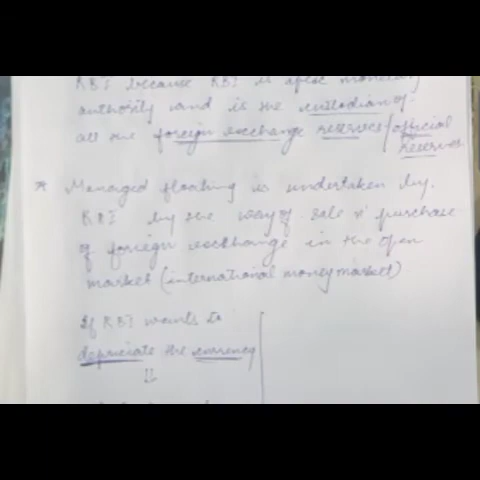 RBI because RBI is apex monetary
authority and is the custodian of
all the foreign exchange reserves/official
Reserves
* Managed floating is undertaken by
RBI by the way of sale n' purchase
of foreign exchange in the open
market (international money market)
If RBI wants to
depreciate the currency